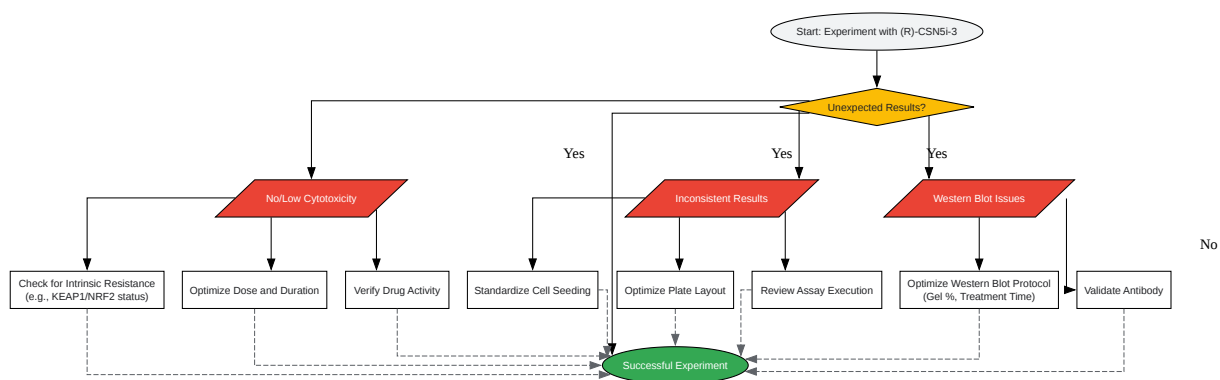 Start: Experiment with (R)-CSN5i-3
Unexpected Results?
Yes
Yes
Yes
No/Low Cytotoxicity
Inconsistent Results
Western Blot Issues
No
Check for Intrinsic Resistance
(e.g., KEAP1/NRF2 status)
Optimize Dose and Duration
Verify Drug Activity
Standardize Cell Seeding
Optimize Plate Layout
Review Assay Execution
Optimize Western Blot Protocol
(Gel %, Treatment Time)
Validate Antibody
Successful Experiment